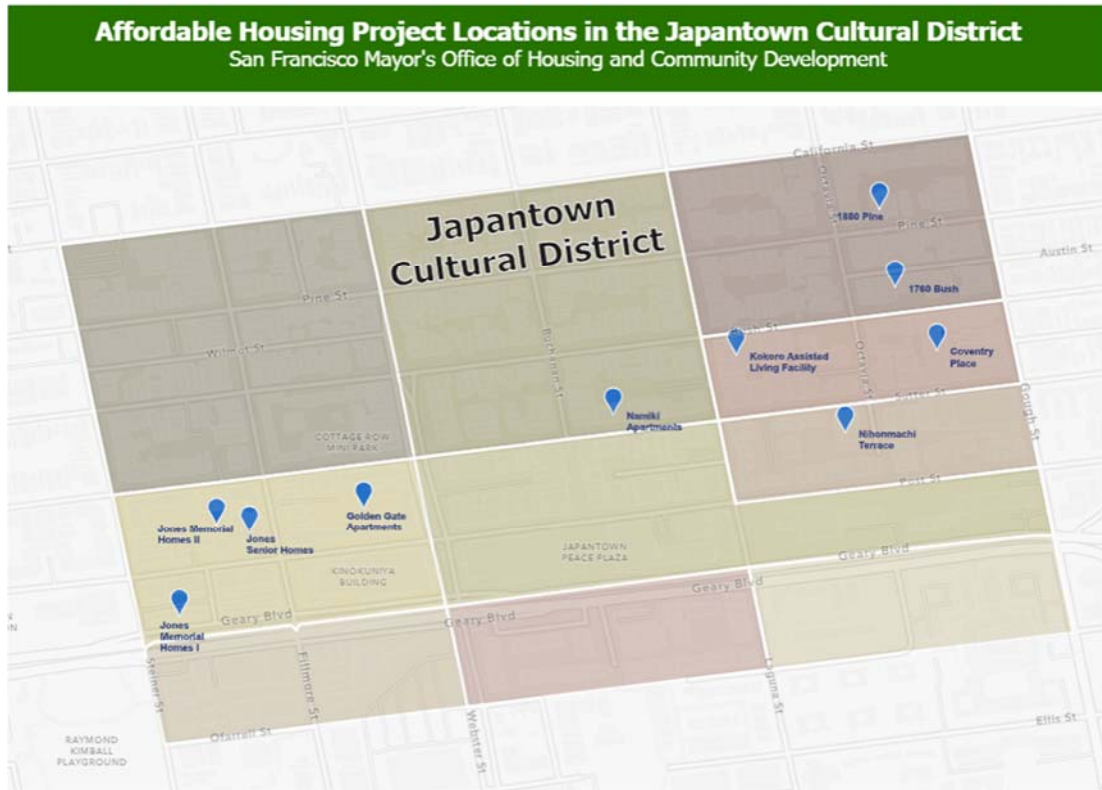 Affordable Housing Project Locations in the Japantown Cultural District
San Francisco Mayor's Office of Housing and Community Development
California St
Japantown
Cultural District
Octavia St
1880 Pine
Pine St
Austin St
1760 Bush
Pine St
Wilmot St
Buchanan St
Bush St
Kokoro Assisted
Living Facility
Octavia St
Coventry
Place
Sutter St
Gough St
Namiki
Apartments
Nihonmachi
Terrace
COTTAGE ROW
MINI PARK
Post St
Jones Memorial
Homes II
Jones
Senior Homes
Golden Gate
Apartments
JAPANTOWN
PEACE PLAZA
Geary Blvd
KINOKUNIYA
BUILDING
Geary Blvd
Geary Blvd
Geary Blvd
Jones
Memorial
Homes I
Steiner St
Fillmore St
Webster St
Laguna St
Ofarrell St
Ellis St
RAYMOND
KIMBALL
PLAYGROUND